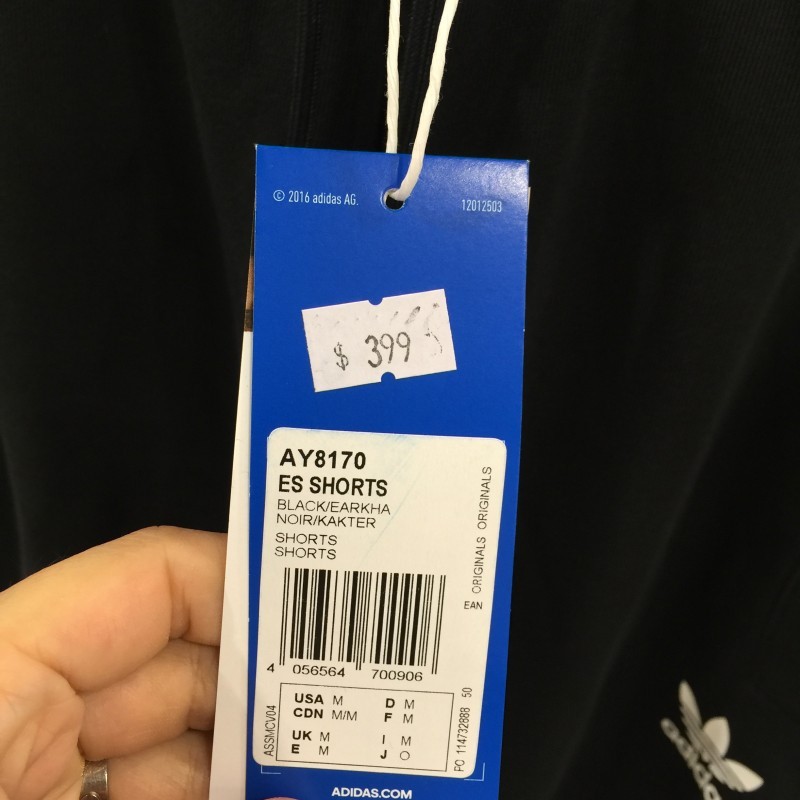 © 2016 adidas AG.
12012503
$ 399
AY8170
ES SHORTS
BLACK/EARKHA
NOIR/KAKTER
SHORTS
SHORTS
ORIGINALS ORIGINALS
EAN
4 056564 700906
USA M D M
CDN M/M F M
UK M I M
E M J O
ASSMCV04
PO 114732888 50
ADIDAS.COM
adidas